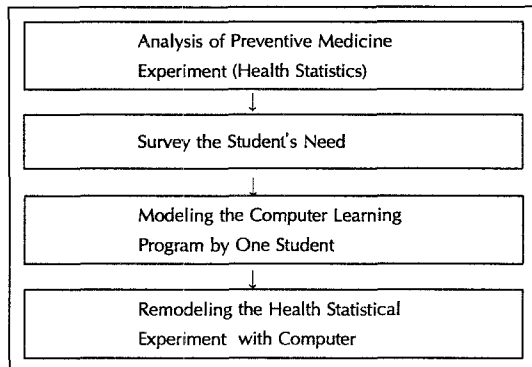 Analysis of Preventive Medicine
Experiment (Health Statistics)
↓
Survey the Student's Need
↓
Modeling the Computer Learning
Program by One Student
↓
Remodeling the Health Statistical
Experiment with Computer